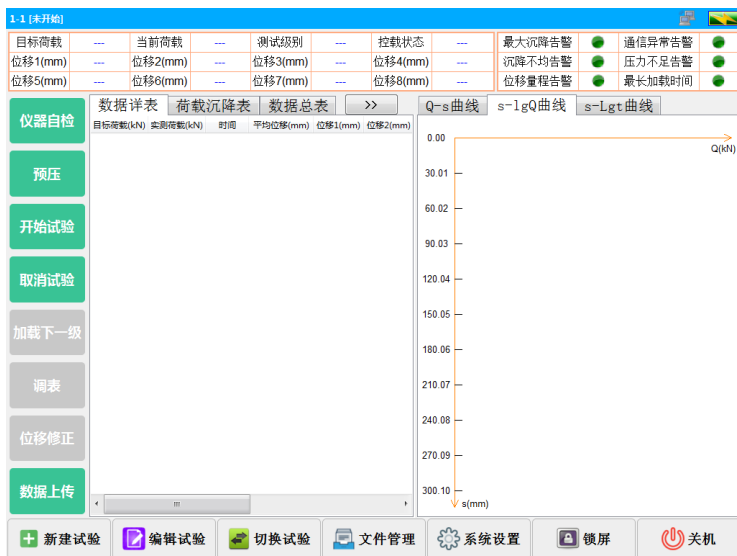 1-1 [未开始]
目标荷载 --- 当前荷载 --- 测试级别 --- 控载状态 --- 最大沉降告警 通信异常告警
位移1(mm) --- 位移2(mm) --- 位移3(mm) --- 位移4(mm) --- 沉降不均告警 压力不足告警
位移5(mm) --- 位移6(mm) --- 位移7(mm) --- 位移8(mm) --- 位移量程告警 最长加载时间
仪器自检
预压
开始试验
取消试验
加载下一级
调表
位移修正
数据上传
数据详表 荷载沉降表 数据总表 >>
目标荷载(kN) 实测荷载(kN) 时间 平均位移(mm) 位移1(mm) 位移2(mm)
Q-s曲线 s-lgQ曲线 s-Lgt曲线
0.00
Q(kN)
30.01
60.02
90.03
120.04
150.05
180.06
210.07
240.08
270.09
300.10
s(mm)
新建试验 编辑试验 切换试验 文件管理 系统设置 锁屏 关机